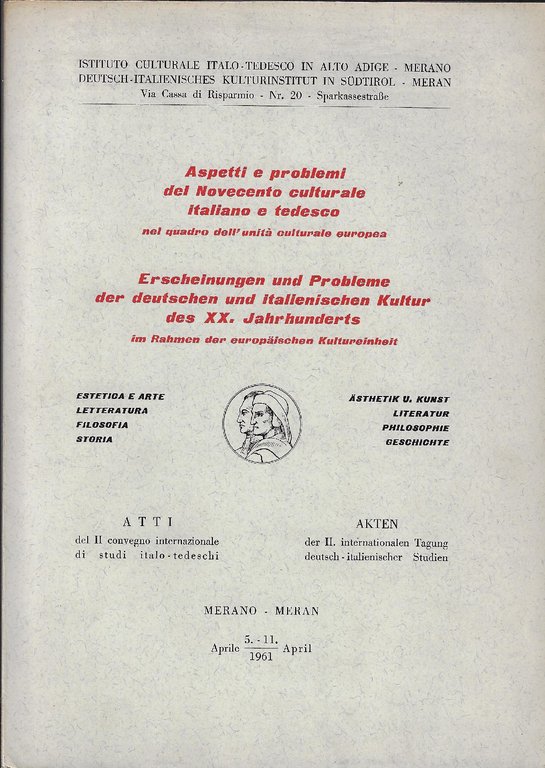 ISTITUTO CULTURALE ITALO-TEDESCO IN ALTO ADIGE - MERANO
DEUTSCH-ITALIENISCHES KULTURINSTITUT IN SÜDTIROL - MERAN
Via Cassa di Risparmio - Nr. 20 - Sparkassestraße
Aspetti e problemi
del Novecento culturale
italiano e tedesco
nel quadro dell'unità culturale europea
Erscheinungen und Probleme
der deutschen und italienischen Kultur
des XX. Jahrhunderts
im Rahmen der europäischen Kultureinheit
ESTETICA E ARTE
LETTERATURA
FILOSOFIA
STORIA
ÄSTHETIK U. KUNST
LITERATUR
PHILOSOPHIE
GESCHICHTE
ATTI
del II convegno internazionale
di studi italo-tedeschi
AKTEN
der II. internationalen Tagung
deutsch-italienischer Studien
MERANO - MERAN
Aprile 5. - 11. April
1961